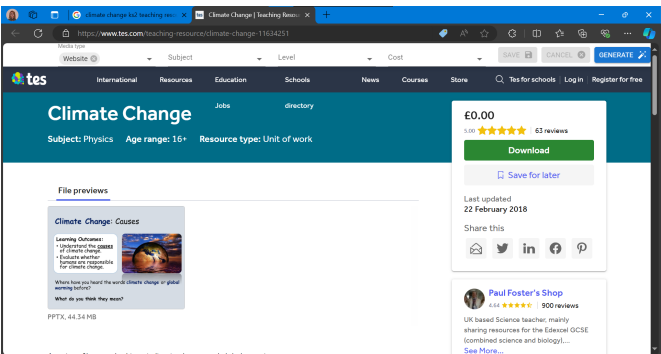 climate change ks2 teaching reso
Climate Change | Teaching Resour
https://www.tes.com/teaching-resource/climate-change-11634251
Media type
Website
Subject
Level
Cost
SAVE
CANCEL
GENERATE
tes
International
Resources
Education
Schools
News
Courses
Store
Tes for schools
Log in
Register for free
Jobs
directory
Climate Change
Subject: Physics Age range: 16+ Resource type: Unit of work
£0.00
5.00 63 reviews
Download
Save for later
Last updated
22 February 2018
Share this
File previews
Climate Change: Causes
Learning Outcomes:
• Understand the causes
of climate change.
• Evaluate whether
humans are responsible
for climate change.
Where have you heard the words climate change or global
warming before?
What do you think they mean?
PPTX, 44.34 MB
Paul Foster's Shop
4.64 900 reviews
UK based Science teacher, mainly
sharing resources for the Edexcel GCSE
(combined science and biology),...
See More...